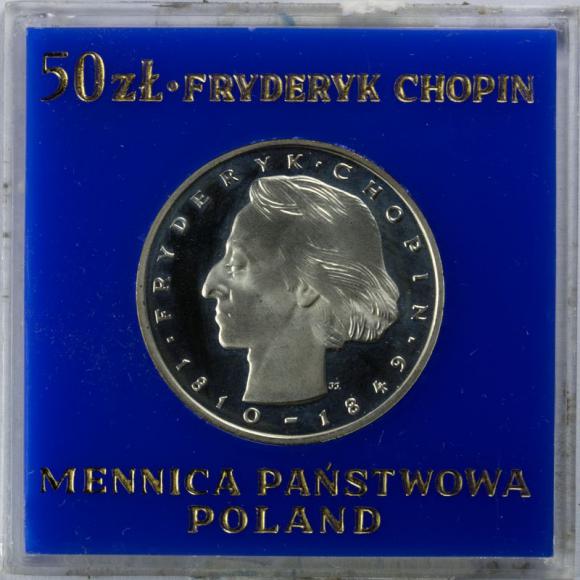 50 zł · FRYDERYK CHOPIN
· FRYDERYK · CHOPIN ·
1810 – 1849
MENNICA PAŃSTWOWA
POLAND